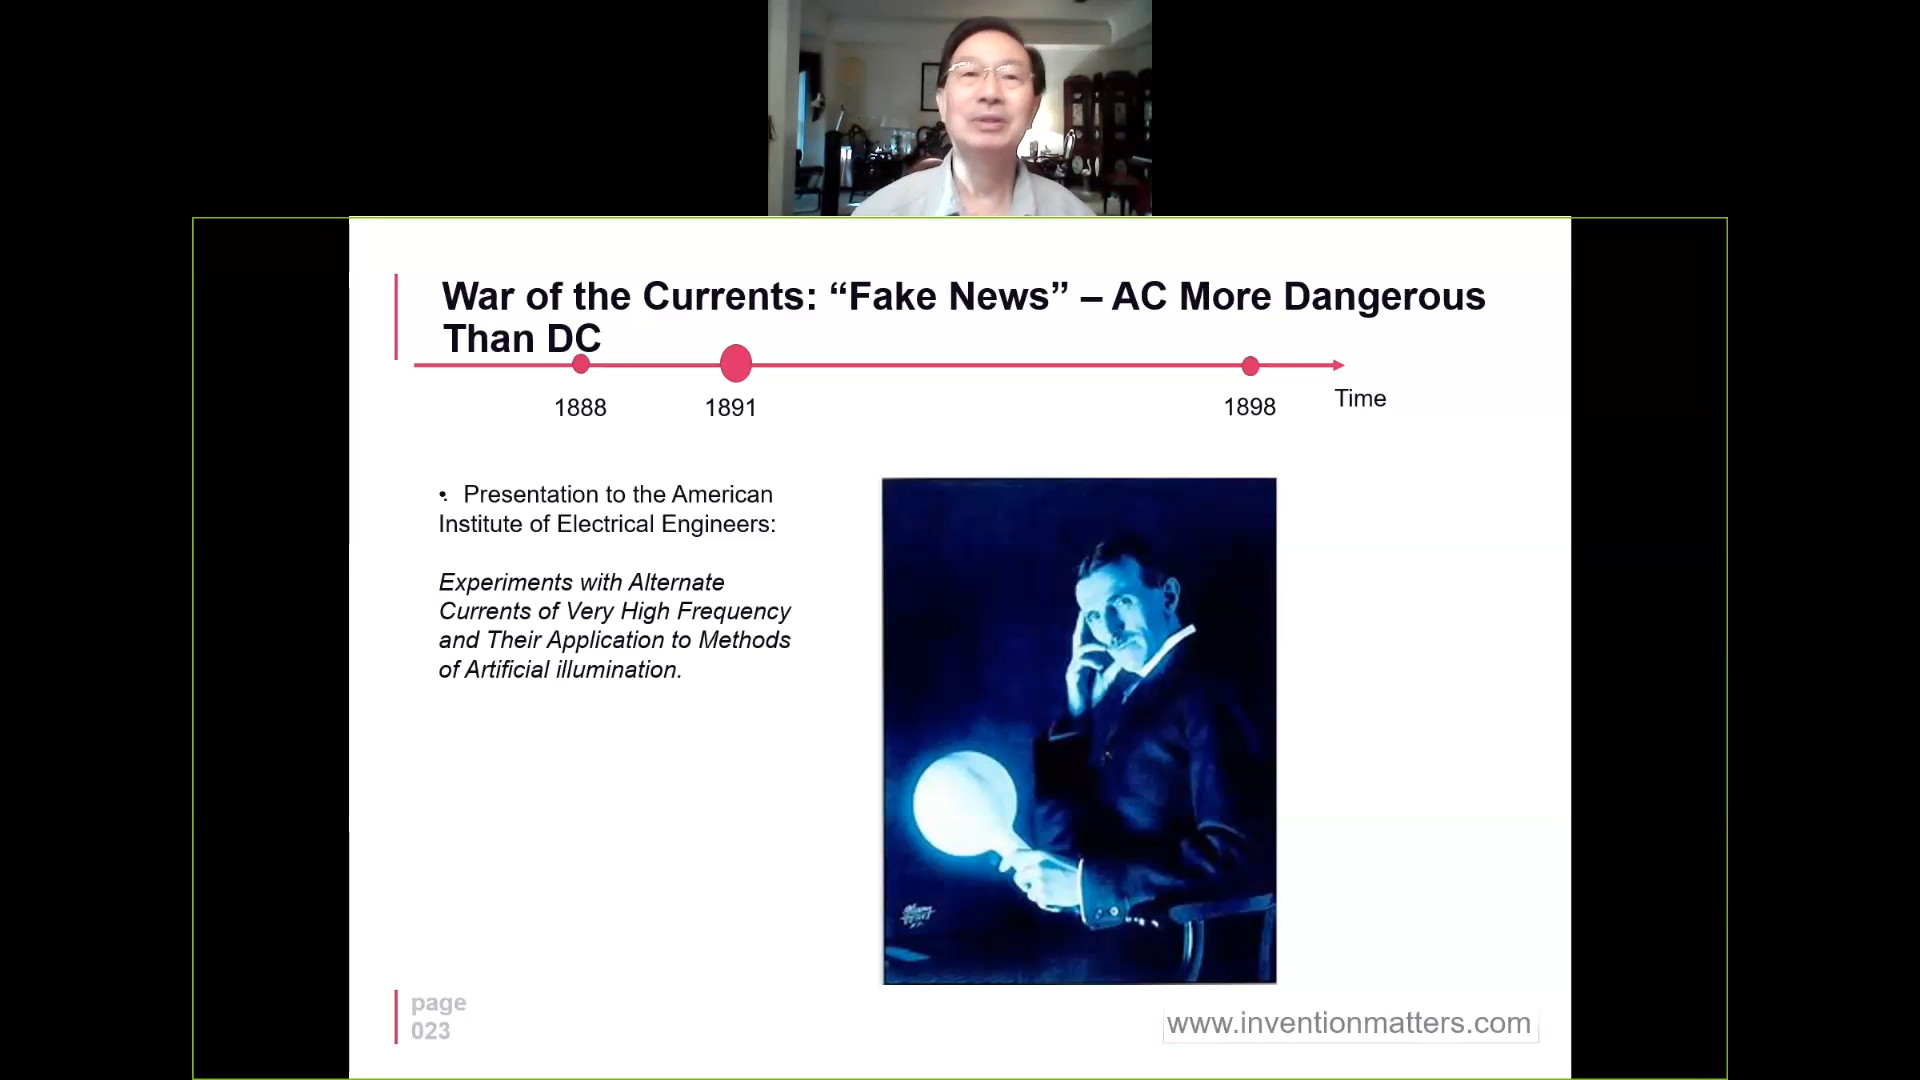 War of the Currents: “Fake News” – AC More Dangerous
Than DC
1888
1891
1898
Time
• Presentation to the American
Institute of Electrical Engineers:
Experiments with Alternate
Currents of Very High Frequency
and Their Application to Methods
of Artificial illumination.
page
023
www.inventionmatters.com